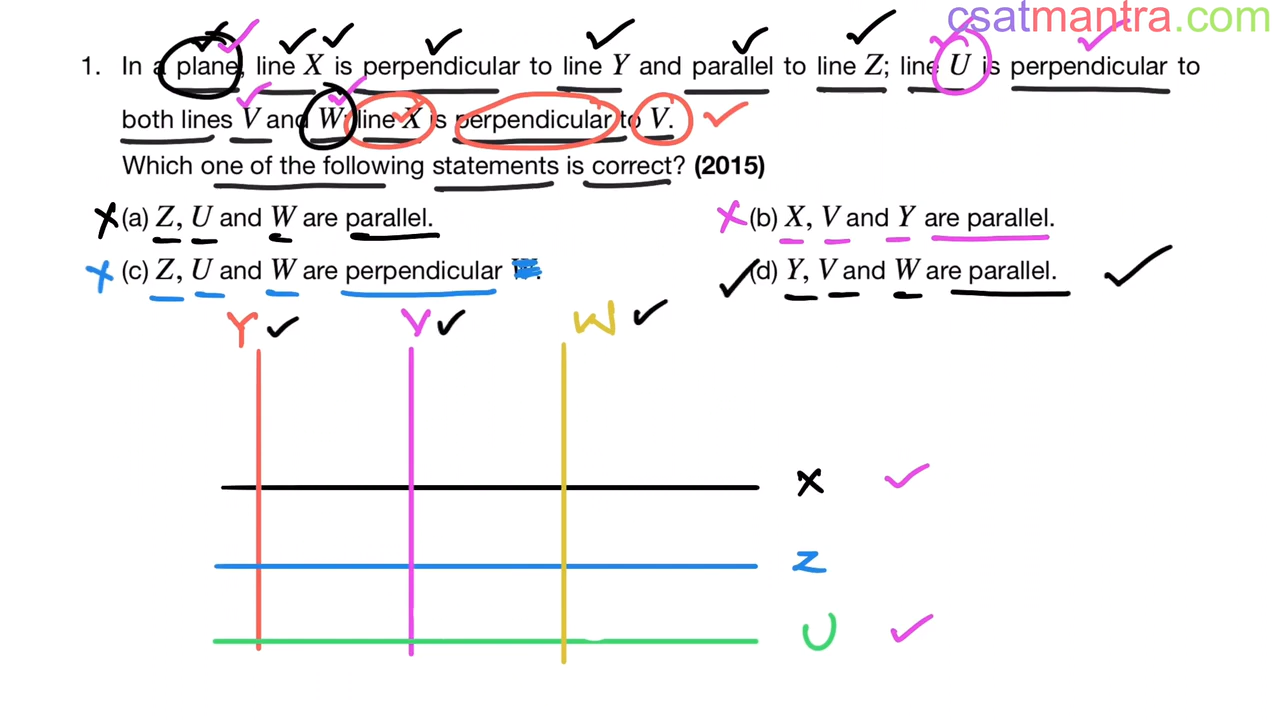 csatmantra.com
1. In a plane, line X is perpendicular to line Y and parallel to line Z; line U is perpendicular to
both lines V and W; line X is perpendicular to V.
Which one of the following statements is correct? (2015)
(a) Z, U and W are parallel.
(b) X, V and Y are parallel.
(c) Z, U and W are perpendicular .
(d) Y, V and W are parallel.
Y V W
X
Z
U